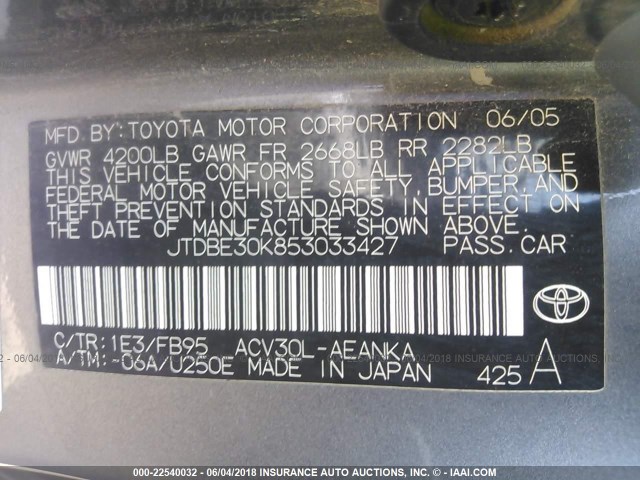 MFD.BY:TOYOTA MOTOR CORPORATION 06/05
GVWR 4200LB GAWR FR 2668LB RR 2282LB
THIS VEHICLE CONFORMS TO ALL APPLICABLE
FEDERAL MOTOR VEHICLE SAFETY,BUMPER,AND
THEFT PREVENTION STANDARDS IN EFFECT ON
THE DATE OF MANUFACTURE SHOWN ABOVE.
JTDBE30K853033427 PASS.CAR
C/TR:1E3/FB95 ACV30L-AEANKA
A/TM:-06A/U250E MADE IN JAPAN 425 A
000-22540032 - 06/04/2018 - INSURANCE AUTO AUCTIONS, INC. - © - IAAI.COM